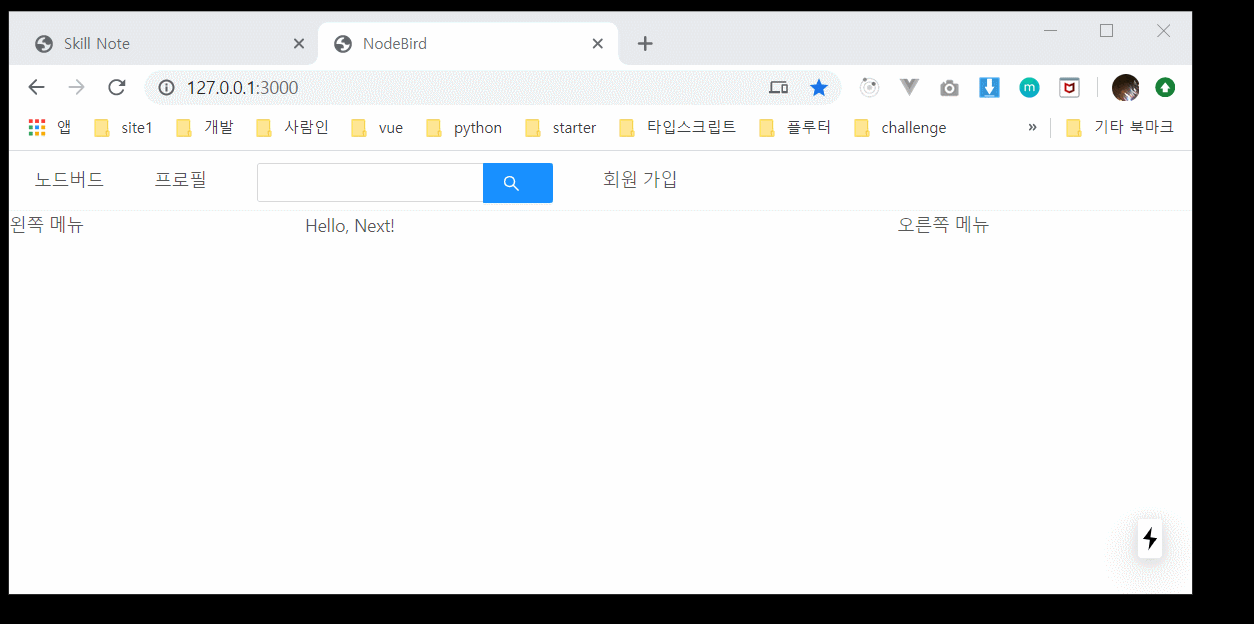 Skill Note NodeBird
127.0.0.1:3000
앱 site1 개발 사람인 vue python starter 타입스크립트 플루터 challenge » 기타 북마크
노드버드 프로필 회원 가입
왼쪽 메뉴 Hello, Next! 오른쪽 메뉴